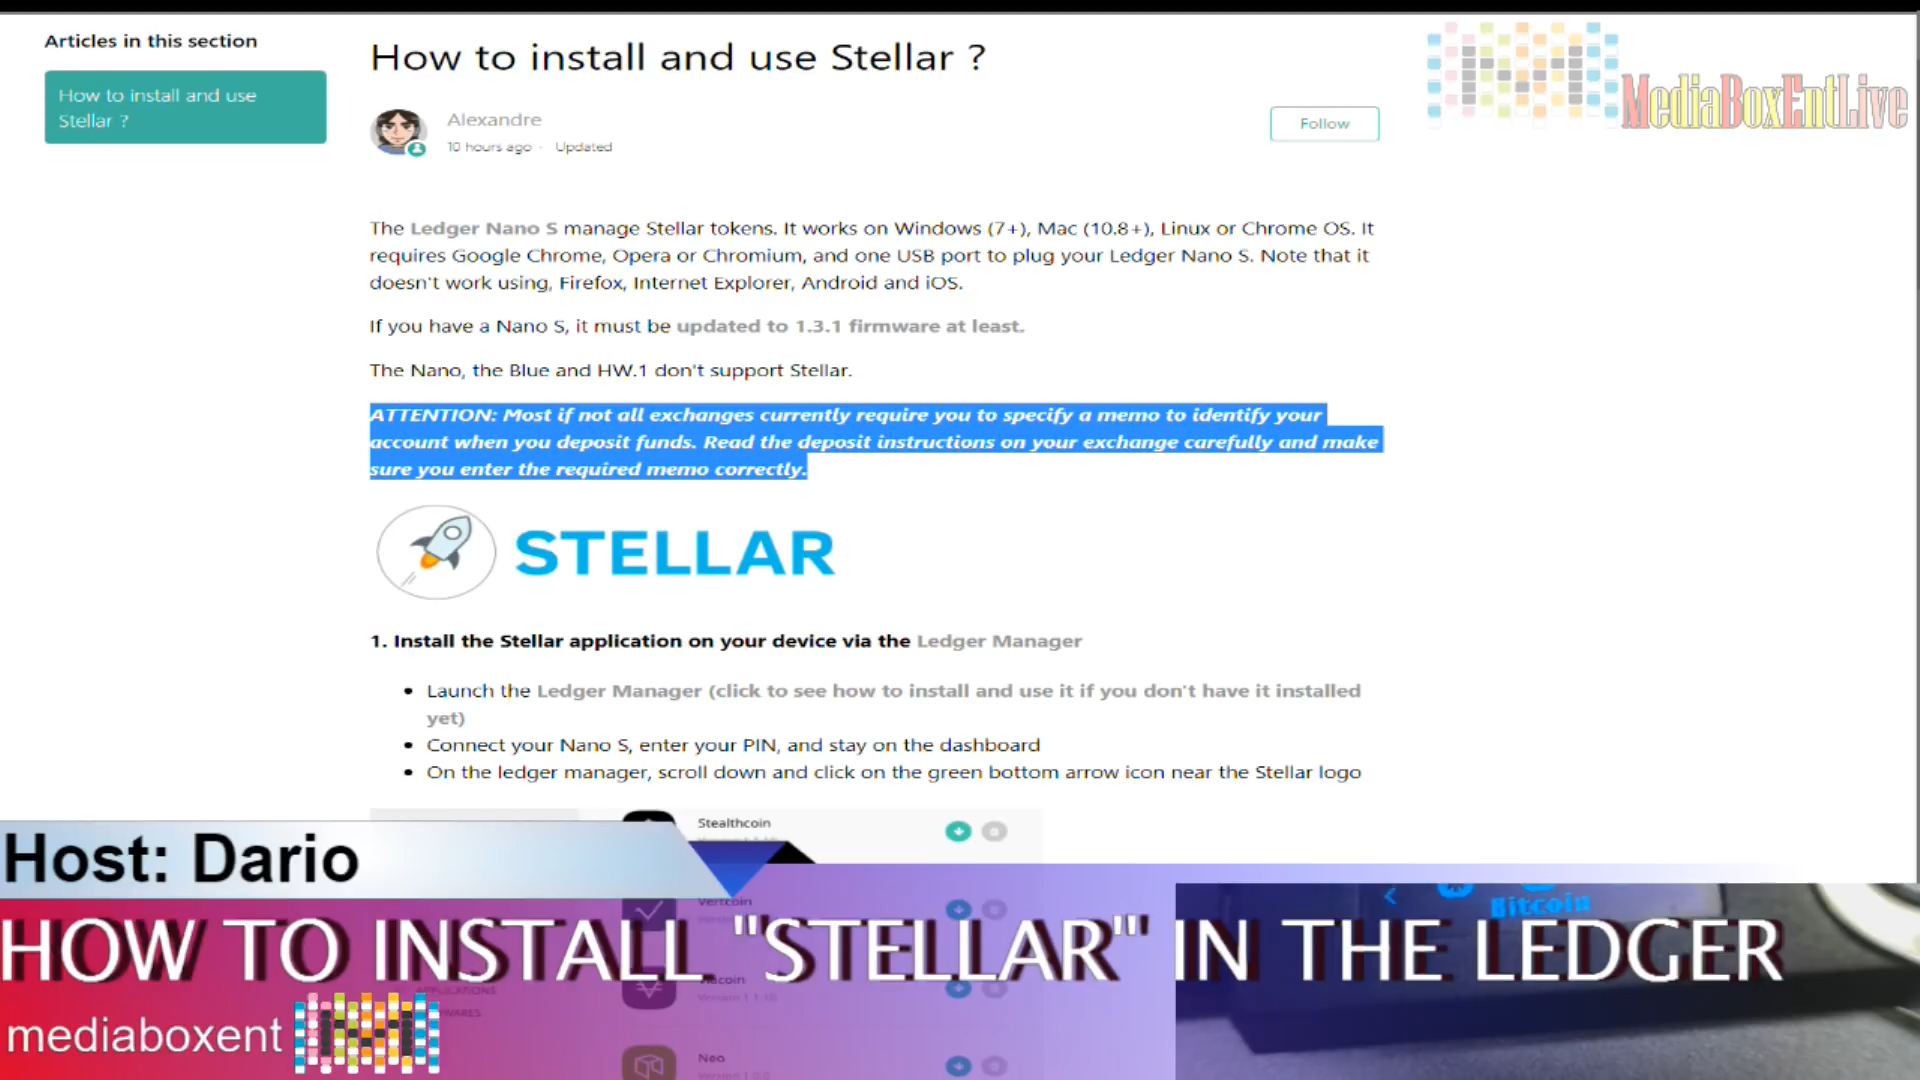 Articles in this section
How to install and use
Stellar ?
How to install and use Stellar ?
Alexandre
10 hours ago · Updated
Follow
MediaBoxEntLive
The Ledger Nano S manage Stellar tokens. It works on Windows (7+), Mac (10.8+), Linux or Chrome OS. It
requires Google Chrome, Opera or Chromium, and one USB port to plug your Ledger Nano S. Note that it
doesn't work using, Firefox, Internet Explorer, Android and iOS.
If you have a Nano S, it must be updated to 1.3.1 firmware at least.
The Nano, the Blue and HW.1 don't support Stellar.
ATTENTION: Most if not all exchanges currently require you to specify a memo to identify your
account when you deposit funds. Read the deposit instructions on your exchange carefully and make
sure you enter the required memo correctly.
STELLAR
1. Install the Stellar application on your device via the Ledger Manager
• Launch the Ledger Manager (click to see how to install and use it if you don't have it installed
yet)
• Connect your Nano S, enter your PIN, and stay on the dashboard
• On the ledger manager, scroll down and click on the green bottom arrow icon near the Stellar logo
Stealthcoin
Host: Dario
Vertcoin
Bitcoin
HOW TO INSTALL "STELLAR" IN THE LEDGER
APPLICATIONS
mediaboxent
Neo